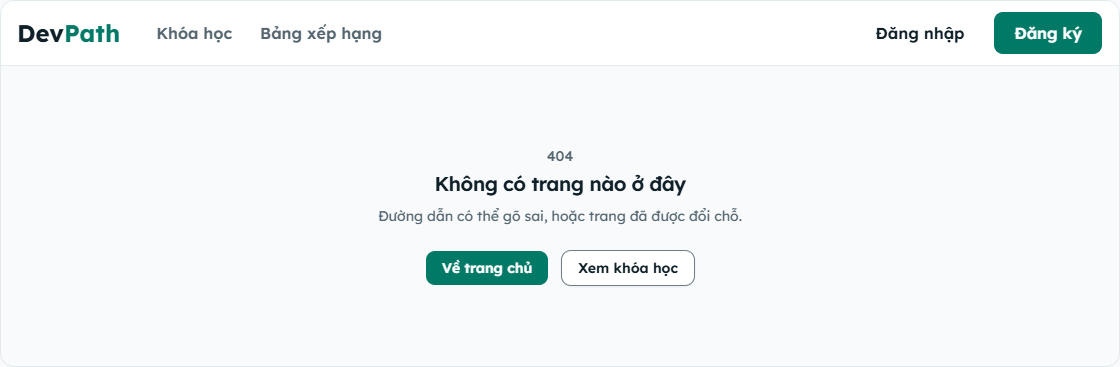 DevPath Khóa học Bảng xếp hạng Đăng nhập Đăng ký
404
Không có trang nào ở đây
Đường dẫn có thể gõ sai, hoặc trang đã được đổi chỗ.
Về trang chủ Xem khóa học